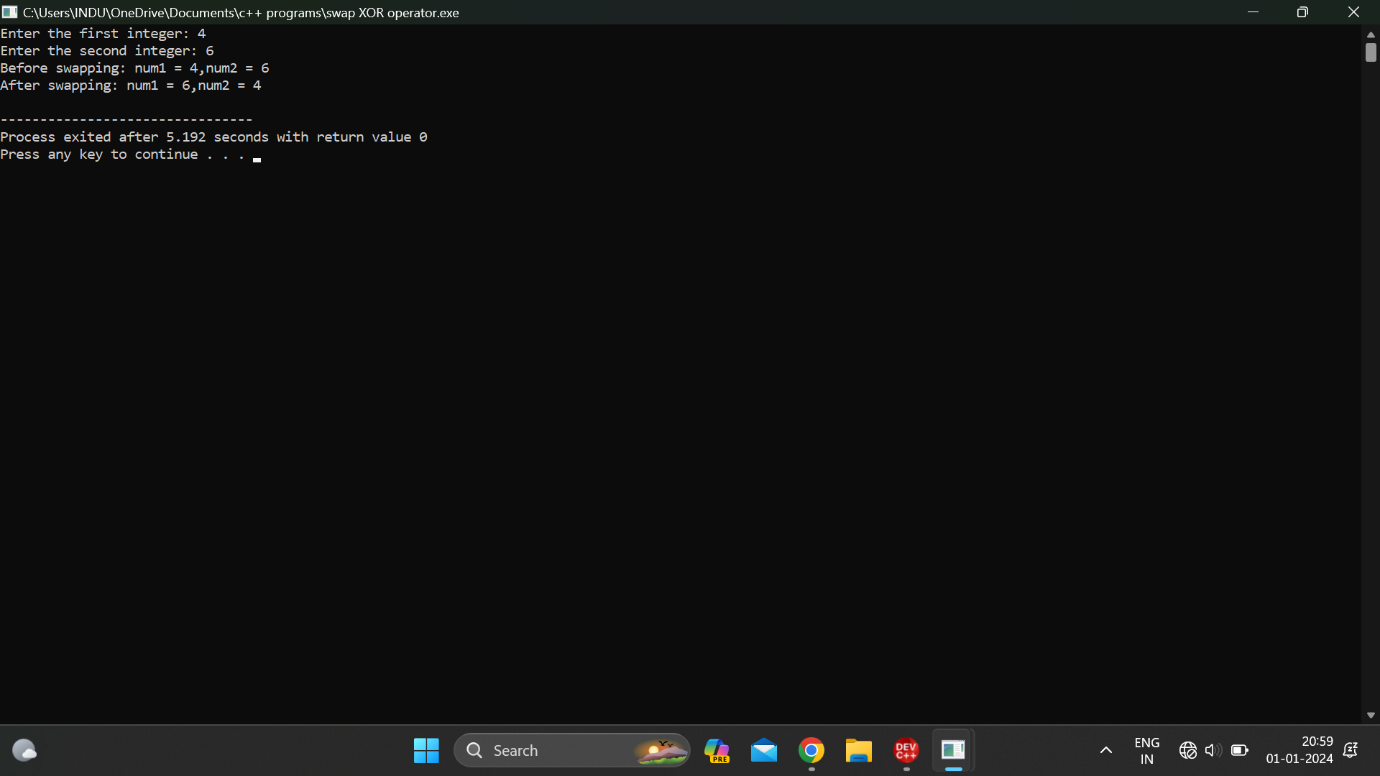 C:\Users\INDU\OneDrive\Documents\c++ programs\swap XOR operator.exe
Enter the first integer: 4
Enter the second integer: 6
Before swapping: num1 = 4,num2 = 6
After swapping: num1 = 6,num2 = 4
--------------------------------
Process exited after 5.192 seconds with return value 0
Press any key to continue . . .
Search
PRE
DEV
C++
ENG
IN
20:59
01-01-2024